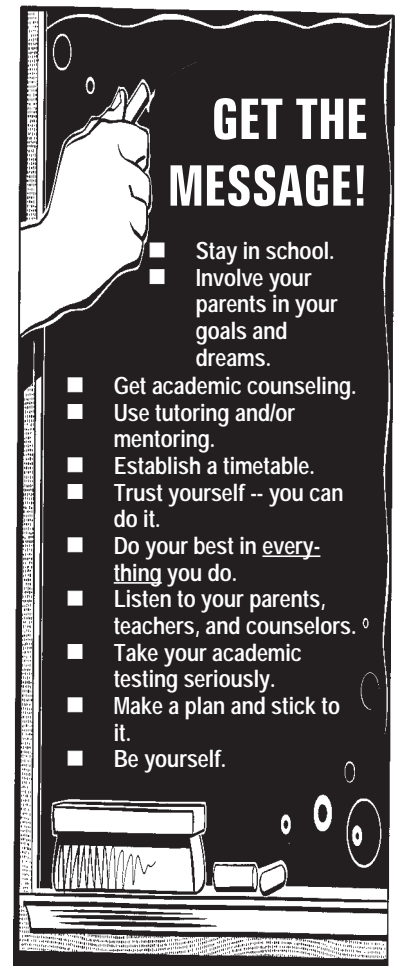 GET THE
MESSAGE!
■ Stay in school.
■ Involve your
parents in your
goals and
dreams.
■ Get academic counseling.
■ Use tutoring and/or
mentoring.
■ Establish a timetable.
■ Trust yourself -- you can
do it.
■ Do your best in every-
thing you do.
■ Listen to your parents,
teachers, and counselors.
■ Take your academic
testing seriously.
■ Make a plan and stick to
it.
■ Be yourself.